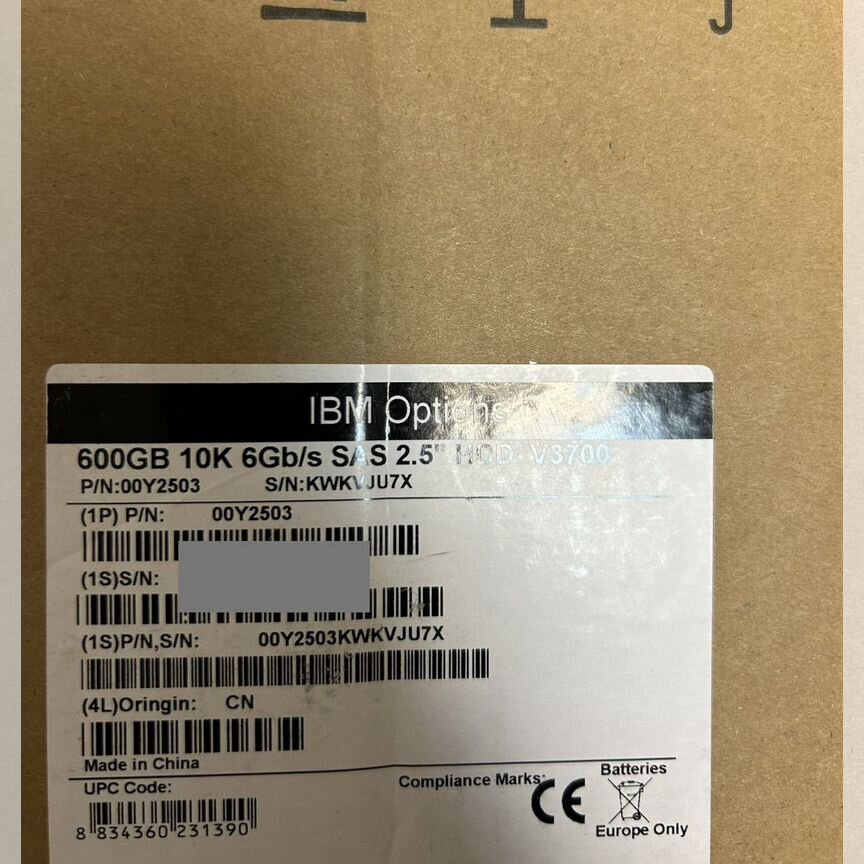 IBM Options
600GB 10K 6Gb/s SAS 2.5" HDD V3700
P/N:00Y2503 S/N:KWKVJU7X
(1P) P/N: 00Y2503
(1S)S/N:
(1S)P/N,S/N: 00Y2503KWKVJU7X
(4L)Oringin: CN
Made in China
UPC Code:
Compliance Marks:
CE
Batteries
Europe Only
8 834360 231390